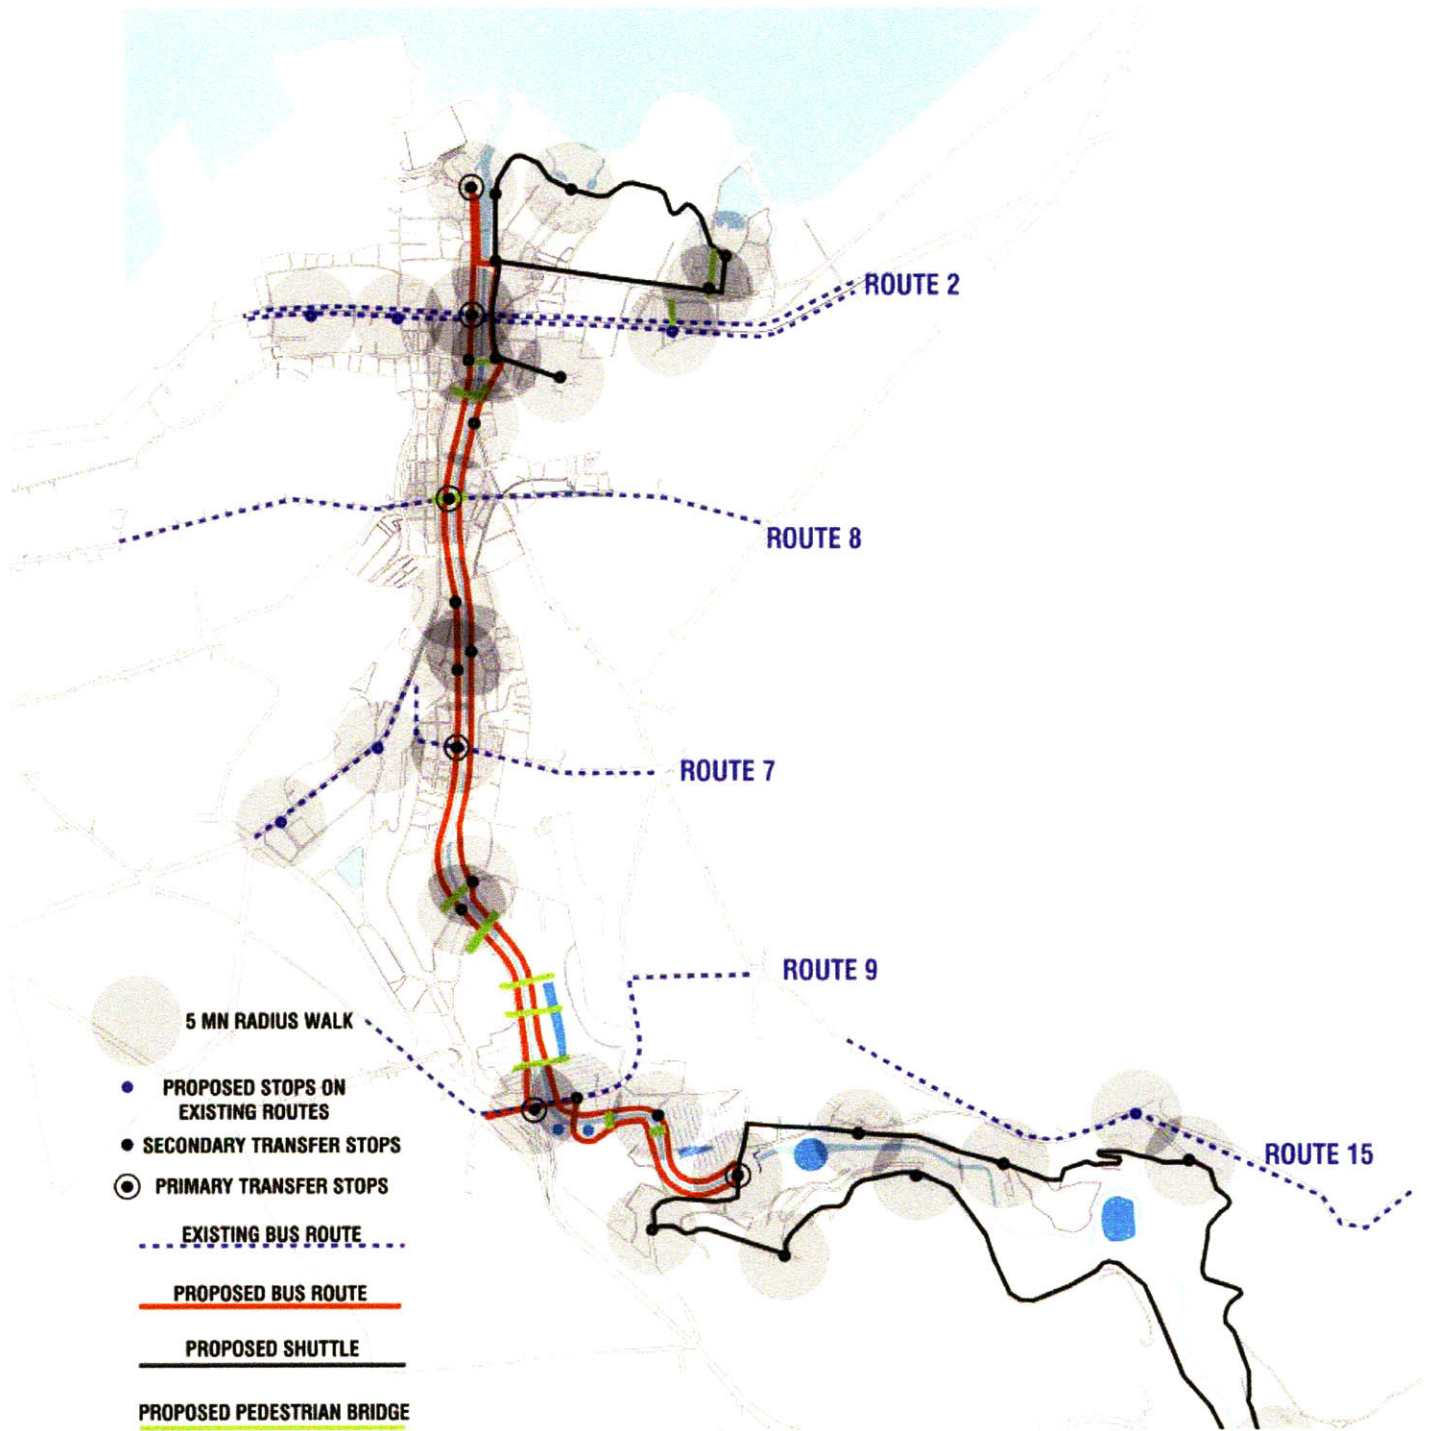 ROUTE 2
ROUTE 8
ROUTE 7
ROUTE 9
ROUTE 15
5 MN RADIUS WALK
PROPOSED STOPS ON
EXISTING ROUTES
SECONDARY TRANSFER STOPS
PRIMARY TRANSFER STOPS
EXISTING BUS ROUTE
PROPOSED BUS ROUTE
PROPOSED SHUTTLE
PROPOSED PEDESTRIAN BRIDGE